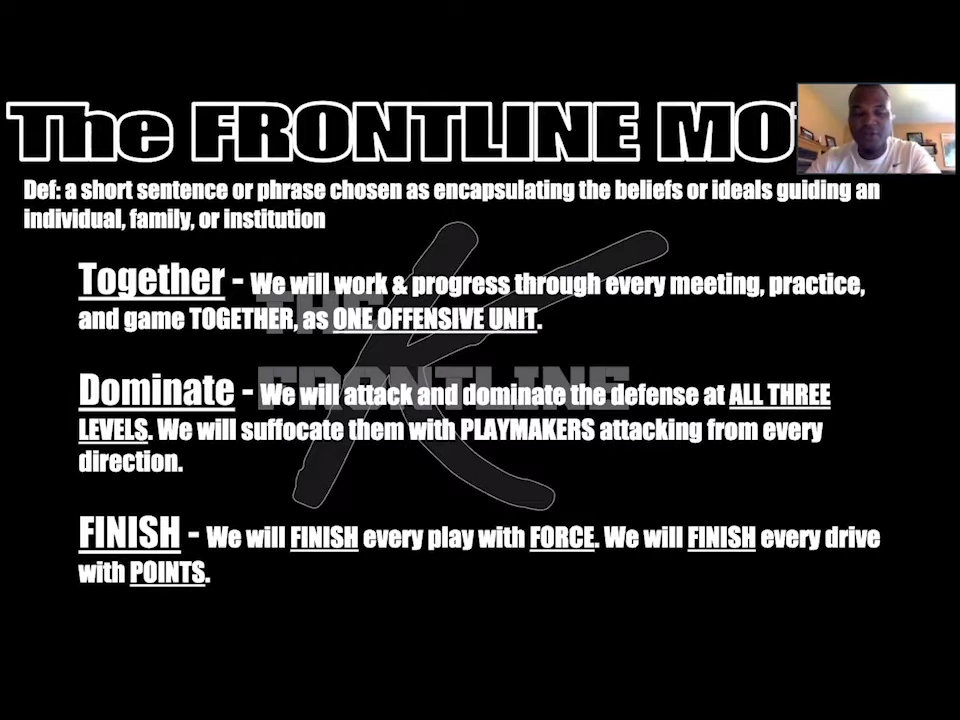 The FRONTLINE MO
Def: a short sentence or phrase chosen as encapsulating the beliefs or ideals guiding an
individual, family, or institution
Together - We will work & progress through every meeting, practice,
and game TOGETHER, as ONE OFFENSIVE UNIT.
Dominate - We will attack and dominate the defense at ALL THREE
LEVELS. We will suffocate them with PLAYMAKERS attacking from every
direction.
FINISH - We will FINISH every play with FORCE. We will FINISH every drive
with POINTS.
THE
FRONTLINE